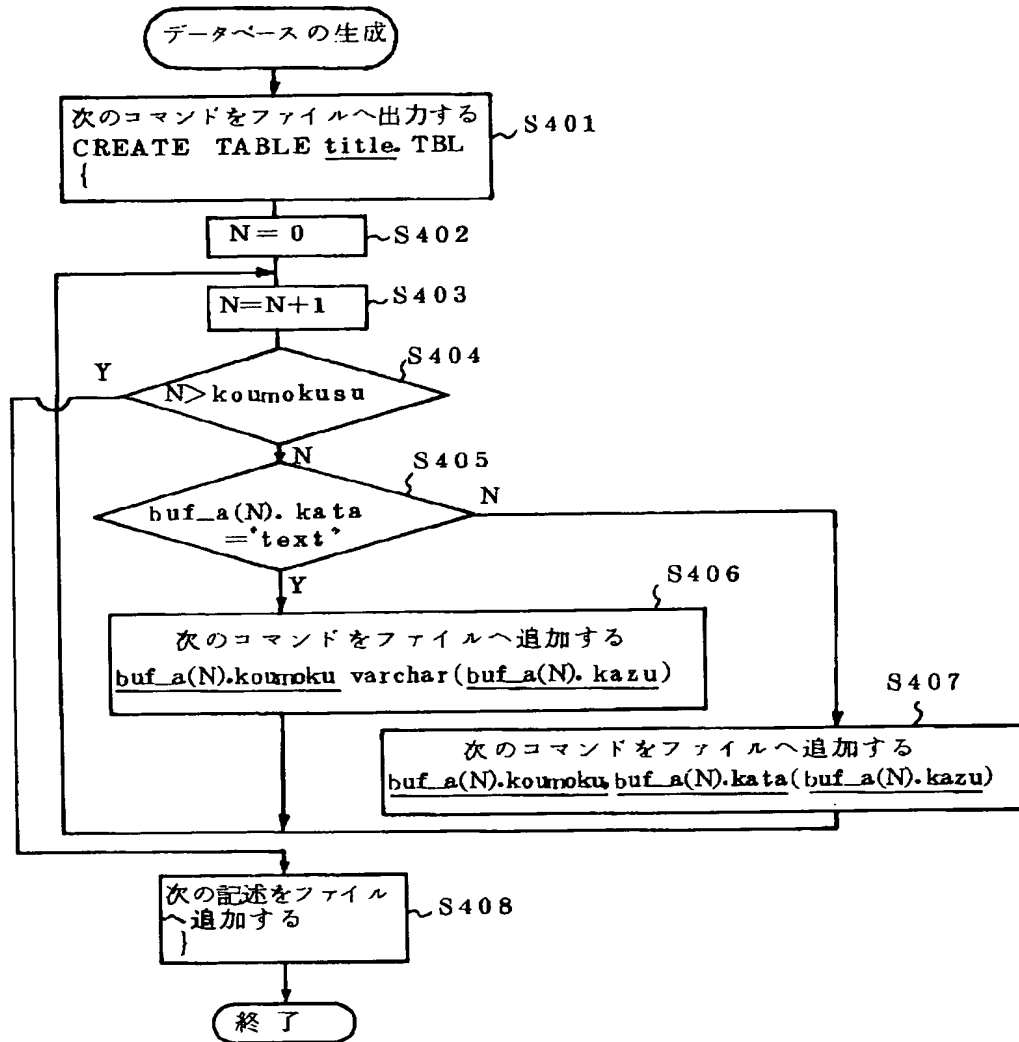 データベースの生成
次のコマンドをファイルへ出力する
CREATE TABLE title. TBL
{
S401
N = 0
S402
N=N+1
S403
S404
Y
N>koumokusu
N
S405
buf_a(N). kata
='text'
N
Y
S406
次のコマンドをファイルへ追加する
buf_a(N).koumoku varchar(buf_a(N). kazu)
S407
次のコマンドをファイルへ追加する
buf_a(N).koumoku,buf_a(N).kata(buf_a(N).kazu)
次の記述をファイル
へ追加する
}
S408
終了